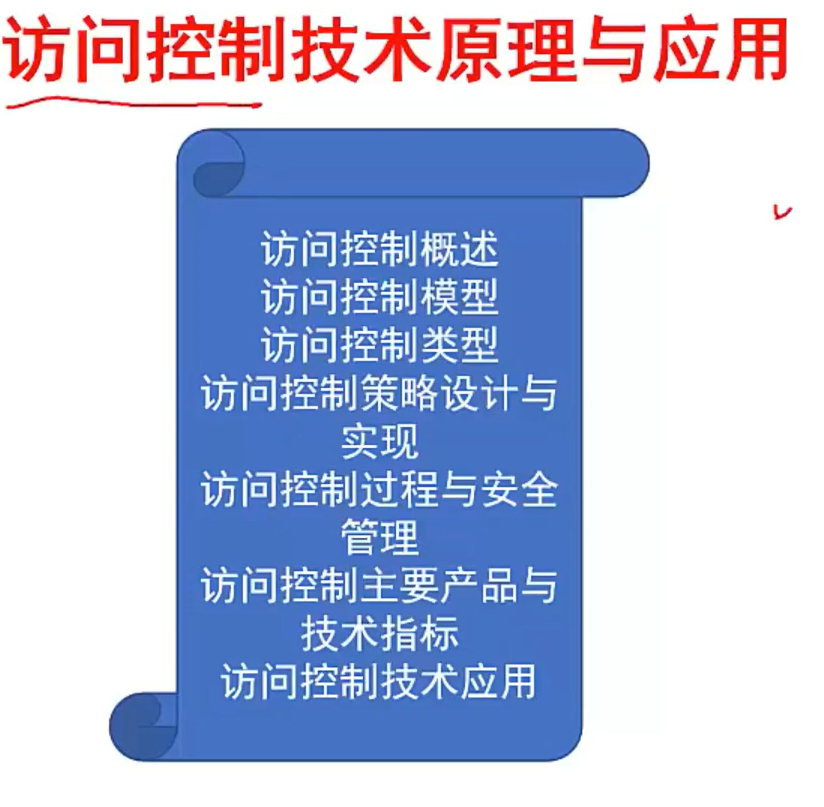 访问控制技术原理与应用
访问控制概述
访问控制模型
访问控制类型
访问控制策略设计与
实现
访问控制过程与安全
管理
访问控制主要产品与
技术指标
访问控制技术应用